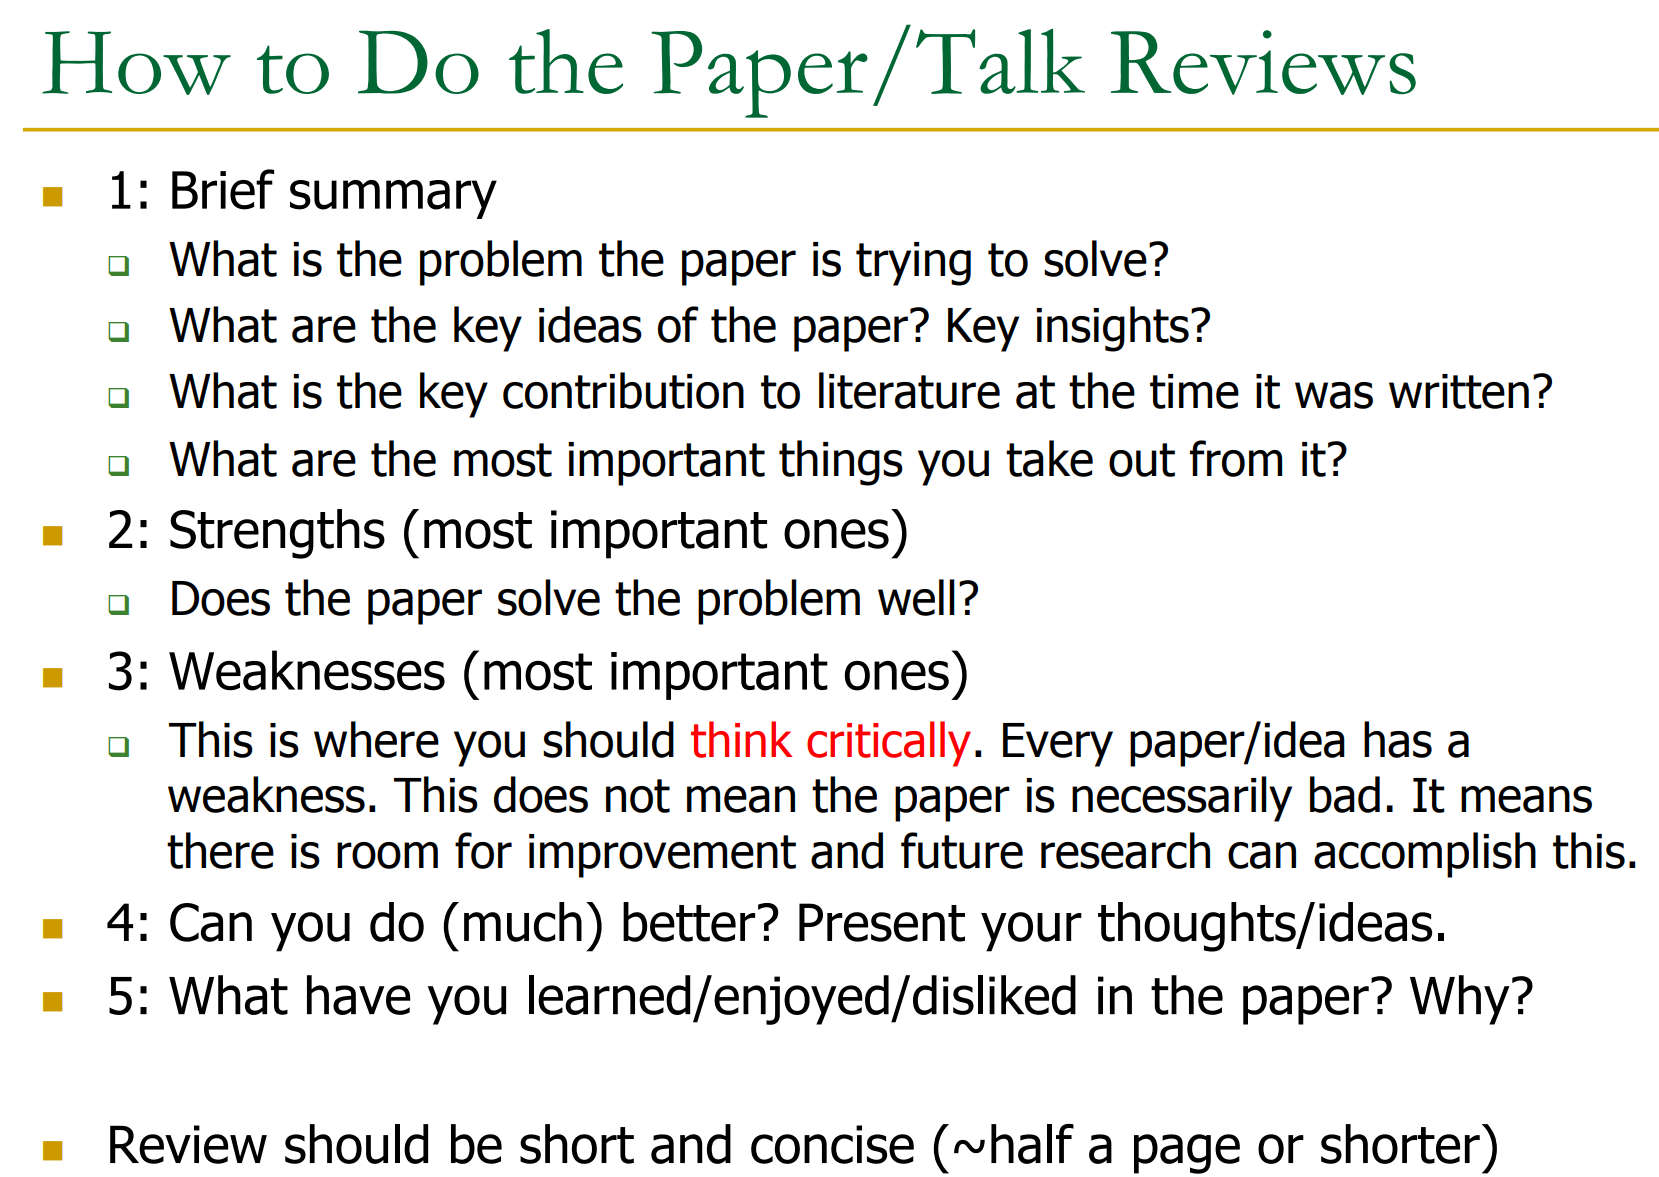 How to Do the Paper/Talk Reviews
1: Brief summary
What is the problem the paper is trying to solve?
What are the key ideas of the paper? Key insights?
What is the key contribution to literature at the time it was written?
What are the most important things you take out from it?
2: Strengths (most important ones)
Does the paper solve the problem well?
3: Weaknesses (most important ones)
This is where you should think critically. Every paper/idea has a
weakness. This does not mean the paper is necessarily bad. It means
there is room for improvement and future research can accomplish this.
4: Can you do (much) better? Present your thoughts/ideas.
5: What have you learned/enjoyed/disliked in the paper? Why?
Review should be short and concise (~half a page or shorter)